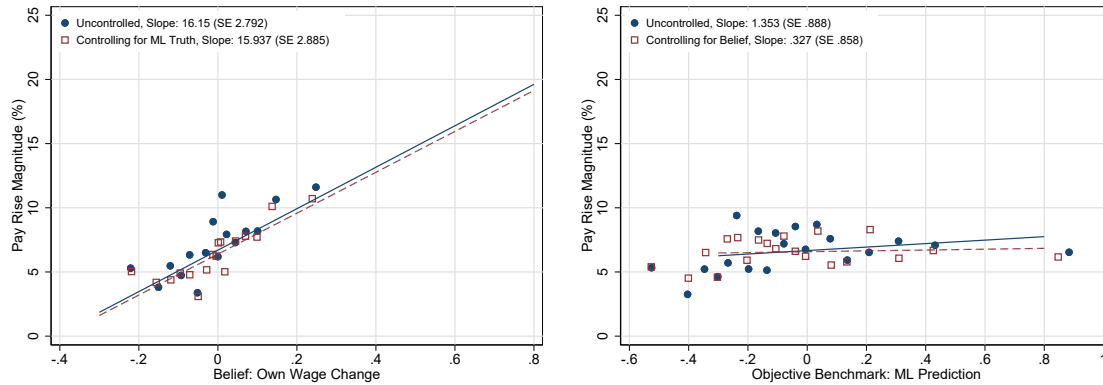 Uncontrolled, Slope: 16.15 (SE 2.792)
Controlling for ML Truth, Slope: 15.937 (SE 2.885)
Pay Rise Magnitude (%)
25
20
15
10
5
0
-.4 -.2 0 .2 .4 .6 .8
Belief: Own Wage Change
Uncontrolled, Slope: 1.353 (SE .888)
Controlling for Belief, Slope: .327 (SE .858)
Pay Rise Magnitude (%)
25
20
15
10
5
0
-.6 -.4 -.2 0 .2 .4 .6 .8 1
Objective Benchmark: ML Prediction